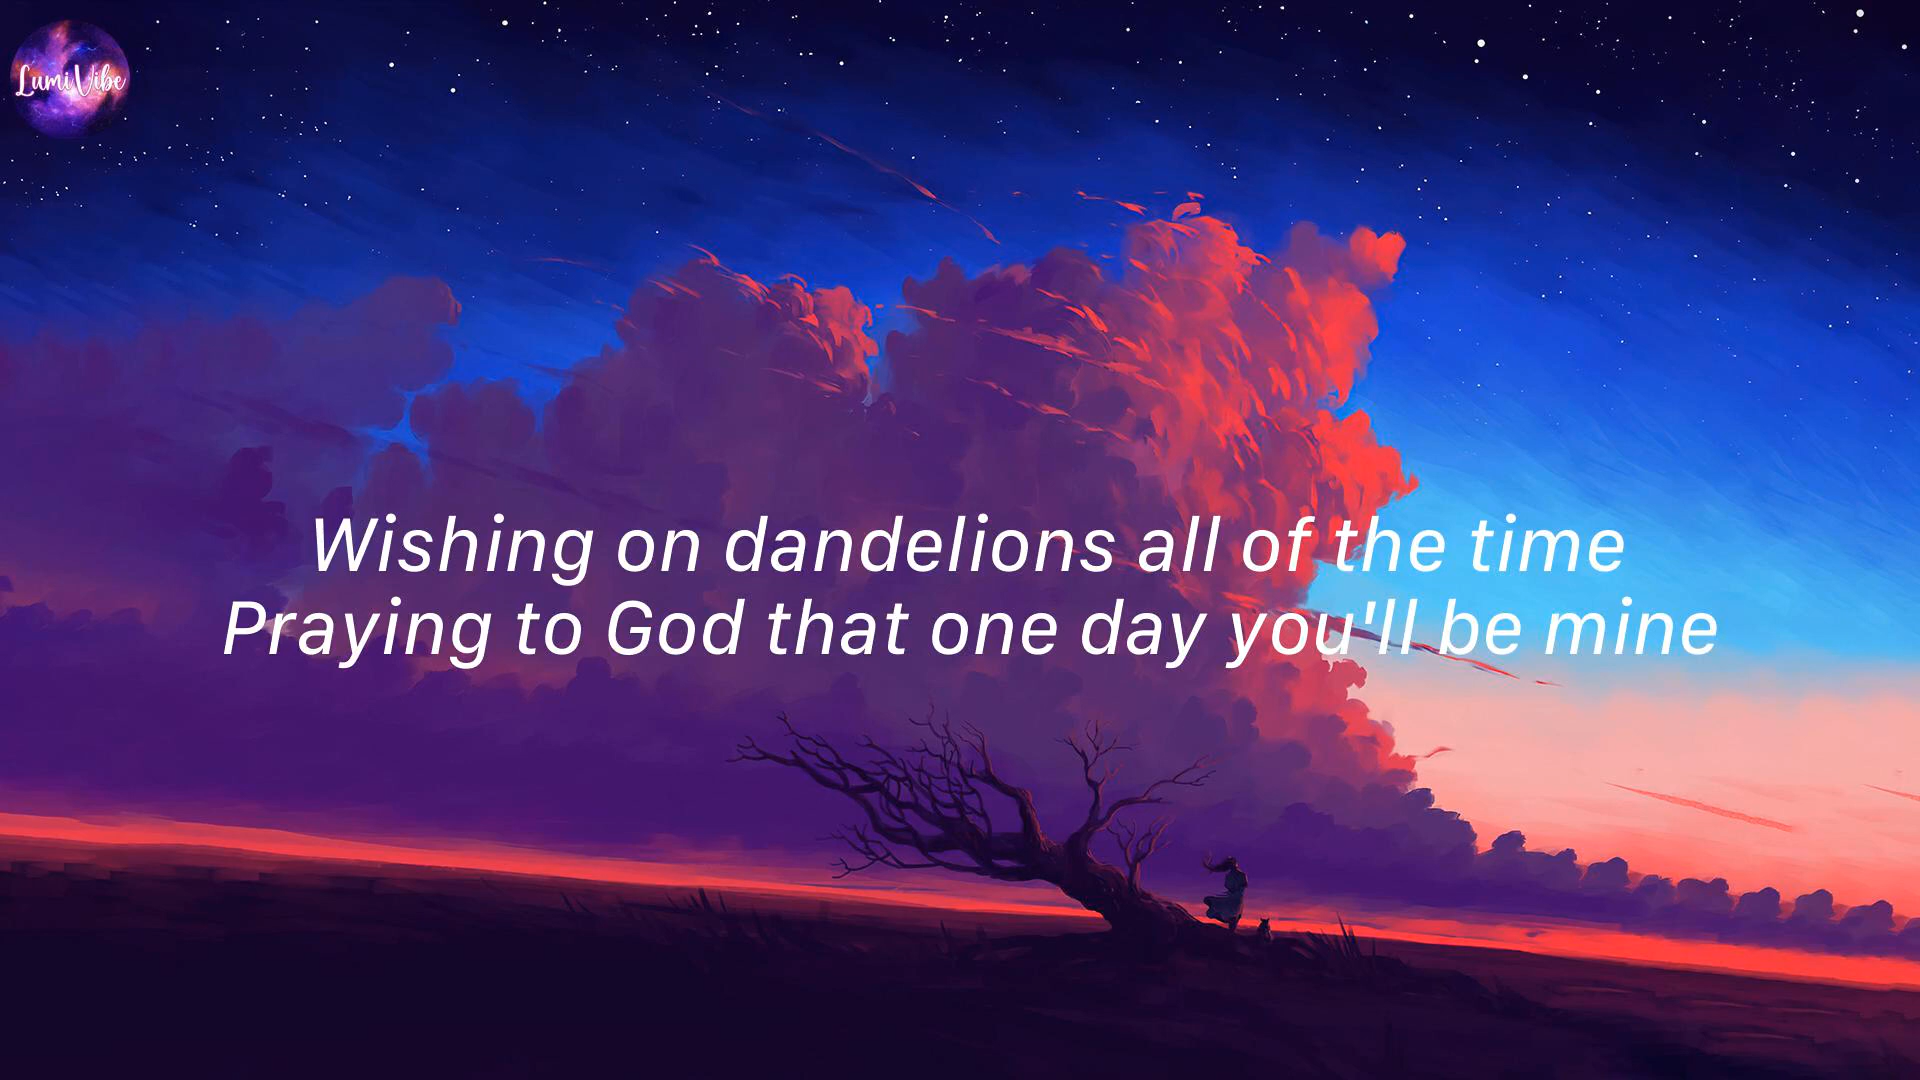 LumiVibe
Wishing on dandelions all of the time
Praying to God that one day you'll be mine